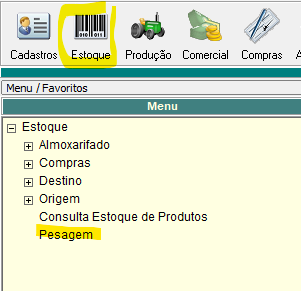 Cadastros Estoque Produção Comercial Compras A
Menu / Favoritos
Menu
Estoque
Almoxarifado
Compras
Destino
Origem
Consulta Estoque de Produtos
Pesagem